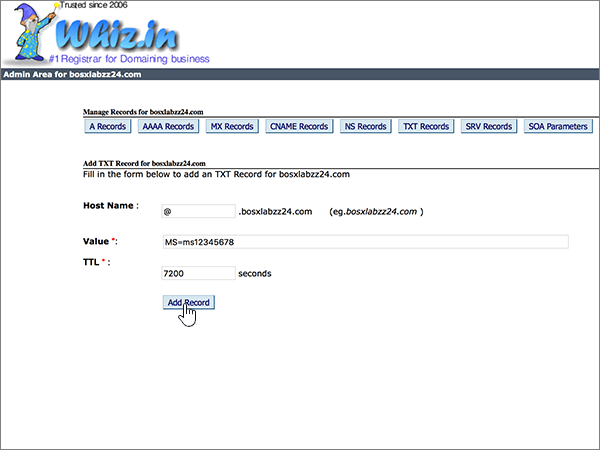 Trusted since 2006
Whiz.in
#1 Registrar for Domaining business
Admin Area for bosxlabzz24.com
Manage Records for bosxlabzz24.com
A Records AAAA Records MX Records CNAME Records NS Records TXT Records SRV Records SOA Parameters
Add TXT Record for bosxlabzz24.com
Fill in the form below to add an TXT Record for bosxlabzz24.com
Host Name : @ .bosxlabzz24.com (eg.bosxlabzz24.com )
Value *: MS=ms12345678
TTL * :
7200 seconds
Add Record